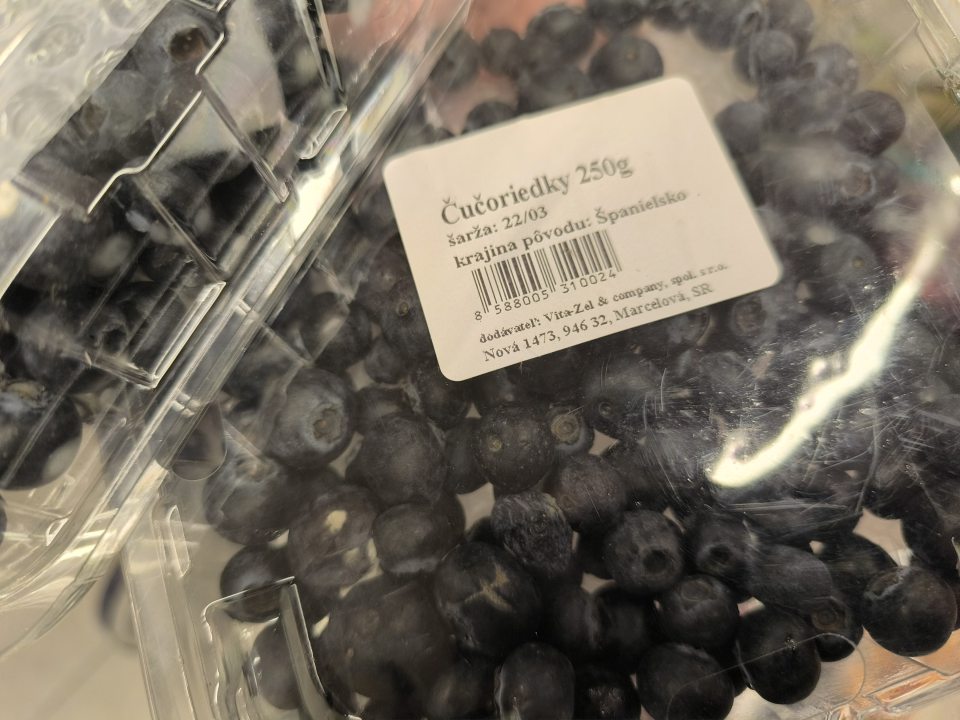 Čučoriedky 250g
šarža: 22/03
krajina pôvodu: Španielsko
8 588005 310024
dodávateľ: Vita-Zel & company, spol. s r.o.
Nová 1473, 946 32, Marcelová, SR